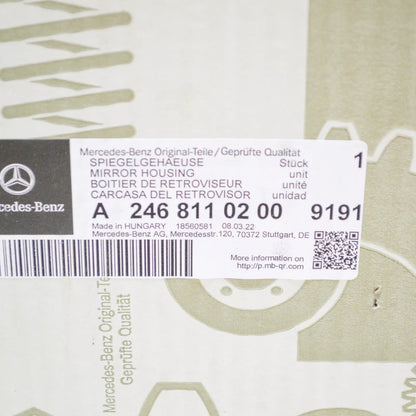 Mercedes-Benz Original-Teile/Geprüfte Qualität
SPIEGELGEHAEUSE Stück 1
MIRROR HOUSING unit
BOITIER DE RETROVISEUR unité
CARCASA DEL RETROVISOR unidad
cedes-Benz
A 246 811 02 00 9191
Made in HUNGARY 18560581 08.03.22
Mercedes-Benz AG, Mercedesstr.120, 70372 Stuttgart, DE
More information on
http://p.mb-qr.com
Mercedes-Benz Original-Te
Geprüfte Qualität